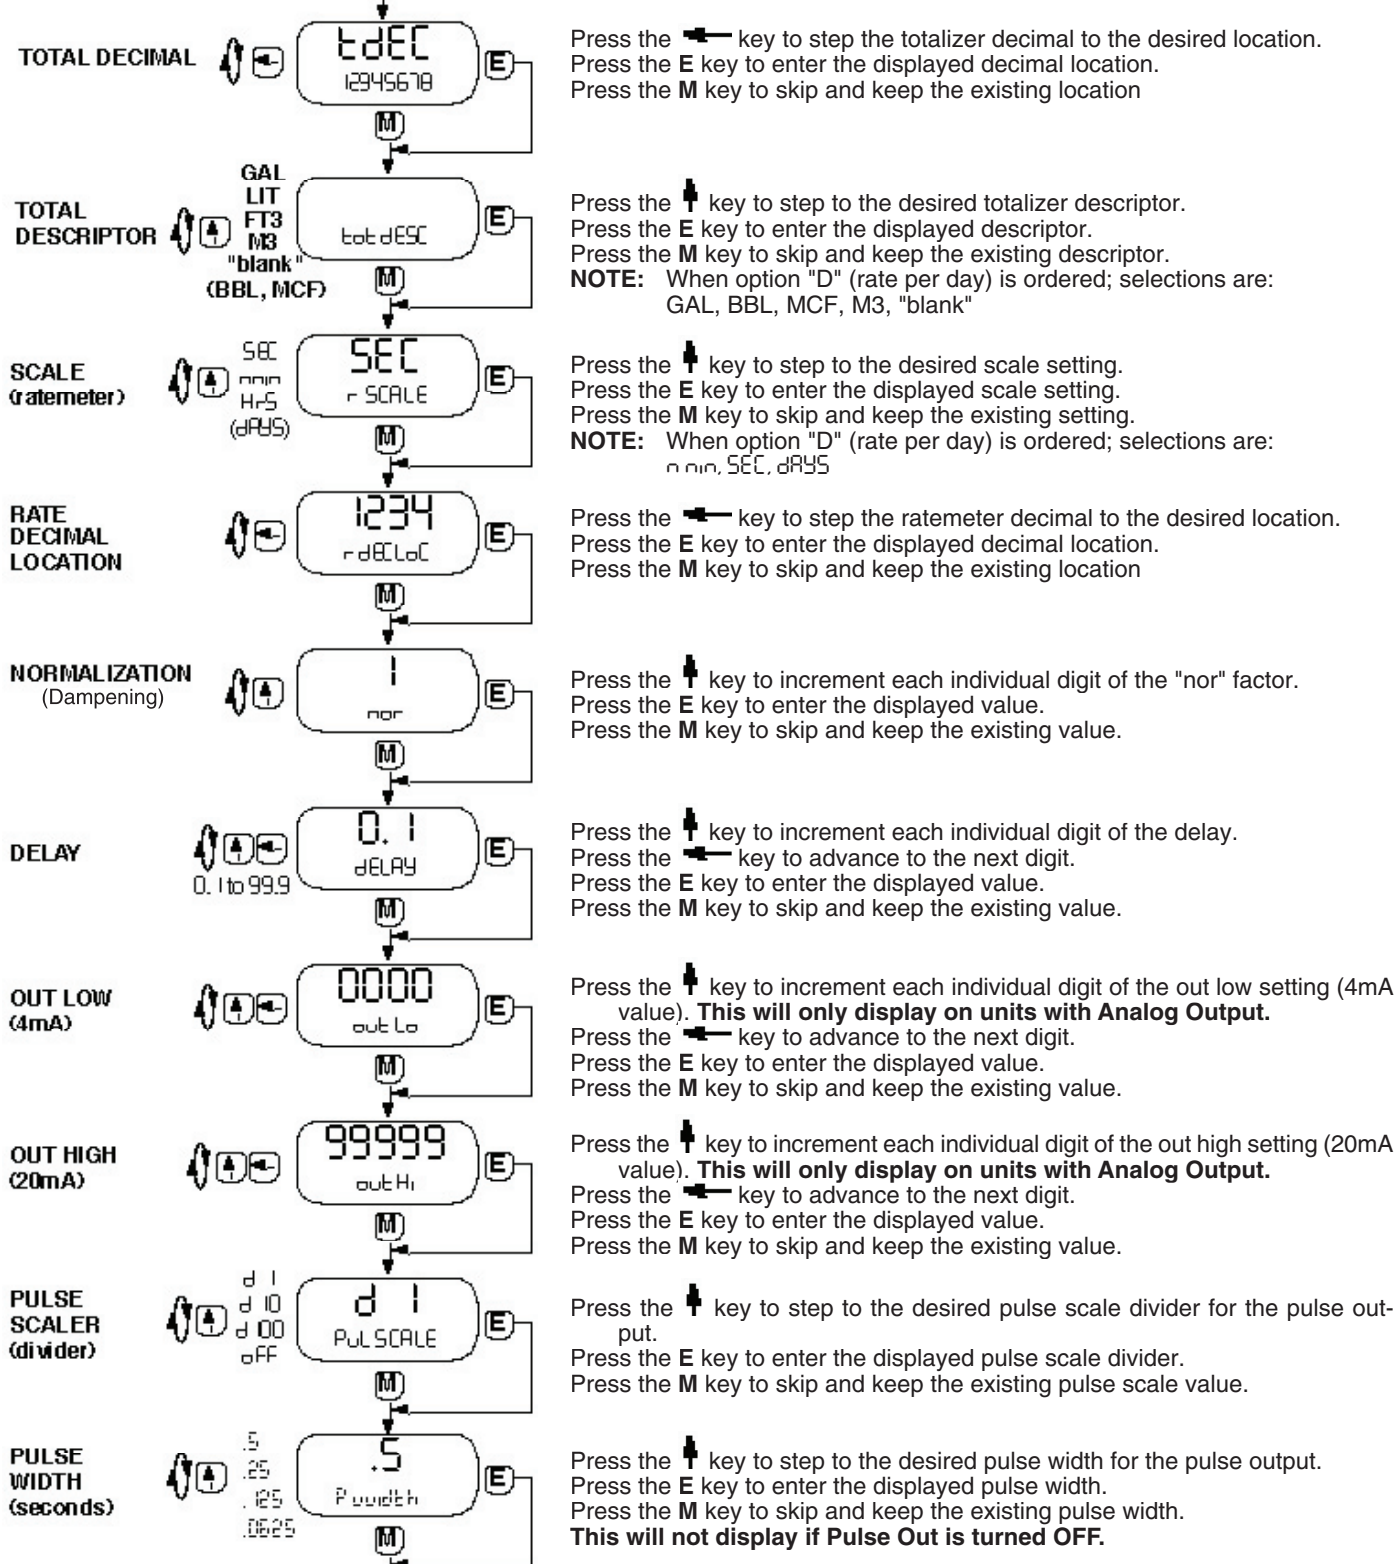 TOTAL DECIMAL
tdEC
12345678
E
M
Press the key to step the totalizer decimal to the desired location.
Press the E key to enter the displayed decimal location.
Press the M key to skip and keep the existing location
TOTAL
DESCRIPTOR
GAL
LIT
FT3
M3
"blank"
(BBL, MCF)
totdESC
E
M
Press the key to step to the desired totalizer descriptor.
Press the E key to enter the displayed descriptor.
Press the M key to skip and keep the existing descriptor.
NOTE: When option "D" (rate per day) is ordered; selections are:
GAL, BBL, MCF, M3, "blank"
SCALE
(ratemeter)
SEC
min
HrS
(dAYS)
SEC
r SCALE
E
M
Press the key to step to the desired scale setting.
Press the E key to enter the displayed scale setting.
Press the M key to skip and keep the existing setting.
NOTE: When option "D" (rate per day) is ordered; selections are:
min, SEC, dAYS
RATE
DECIMAL
LOCATION
1234
rdECLoC
E
M
Press the key to step the ratemeter decimal to the desired location.
Press the E key to enter the displayed decimal location.
Press the M key to skip and keep the existing location
NORMALIZATION
(Dampening)
1
nor
E
M
Press the key to increment each individual digit of the "nor" factor.
Press the E key to enter the displayed value.
Press the M key to skip and keep the existing value.
DELAY
0.1 to 99.9
0.1
dELAY
E
M
Press the key to increment each individual digit of the delay.
Press the key to advance to the next digit.
Press the E key to enter the displayed value.
Press the M key to skip and keep the existing value.
OUT LOW
(4mA)
0000
out Lo
E
M
Press the key to increment each individual digit of the out low setting (4mA
value). This will only display on units with Analog Output.
Press the key to advance to the next digit.
Press the E key to enter the displayed value.
Press the M key to skip and keep the existing value.
OUT HIGH
(20mA)
99999
out Hi
E
M
Press the key to increment each individual digit of the out high setting (20mA
value). This will only display on units with Analog Output.
Press the key to advance to the next digit.
Press the E key to enter the displayed value.
Press the M key to skip and keep the existing value.
PULSE
SCALER
(divider)
d 1
d 10
d 100
oFF
d 1
PuLSCALE
E
M
Press the key to step to the desired pulse scale divider for the pulse out-
put.
Press the E key to enter the displayed pulse scale divider.
Press the M key to skip and keep the existing pulse scale value.
PULSE
WIDTH
(seconds)
.5
.25
.125
.0625
.5
P width
E
M
Press the key to step to the desired pulse width for the pulse output.
Press the E key to enter the displayed pulse width.
Press the M key to skip and keep the existing pulse width.
This will not display if Pulse Out is turned OFF.